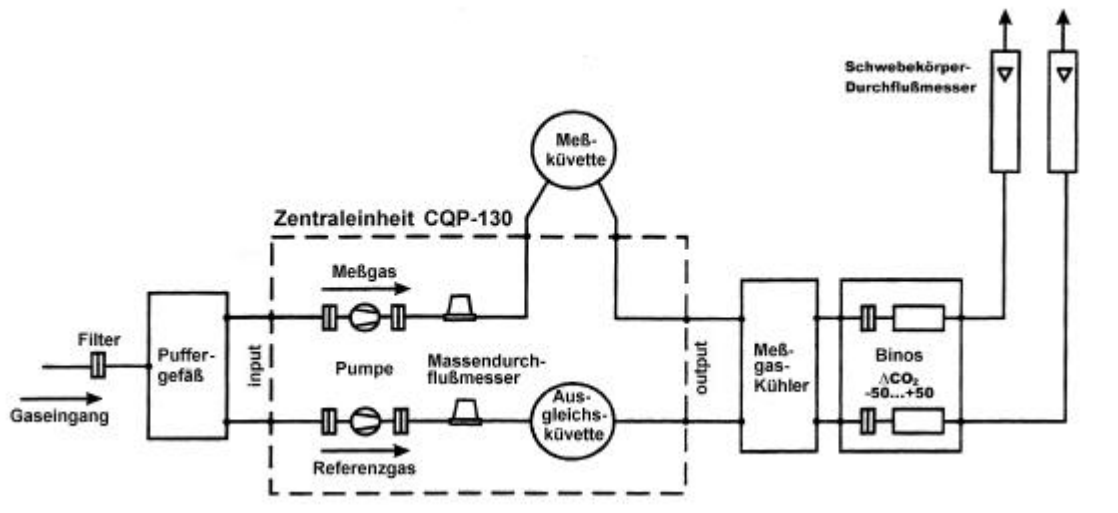 Schwebekörper-
Durchflußmesser
Meß-
küvette
Zentraleinheit CQP-130
Meßgas
Filter
Gaseingang
Puffer-
gefäß
input
Pumpe
Massendurch-
flußmesser
Referenzgas
Aus-
gleichs-
küvette
output
Meß-
gas-
Kühler
Binos
ΔCO₂
-50...+50